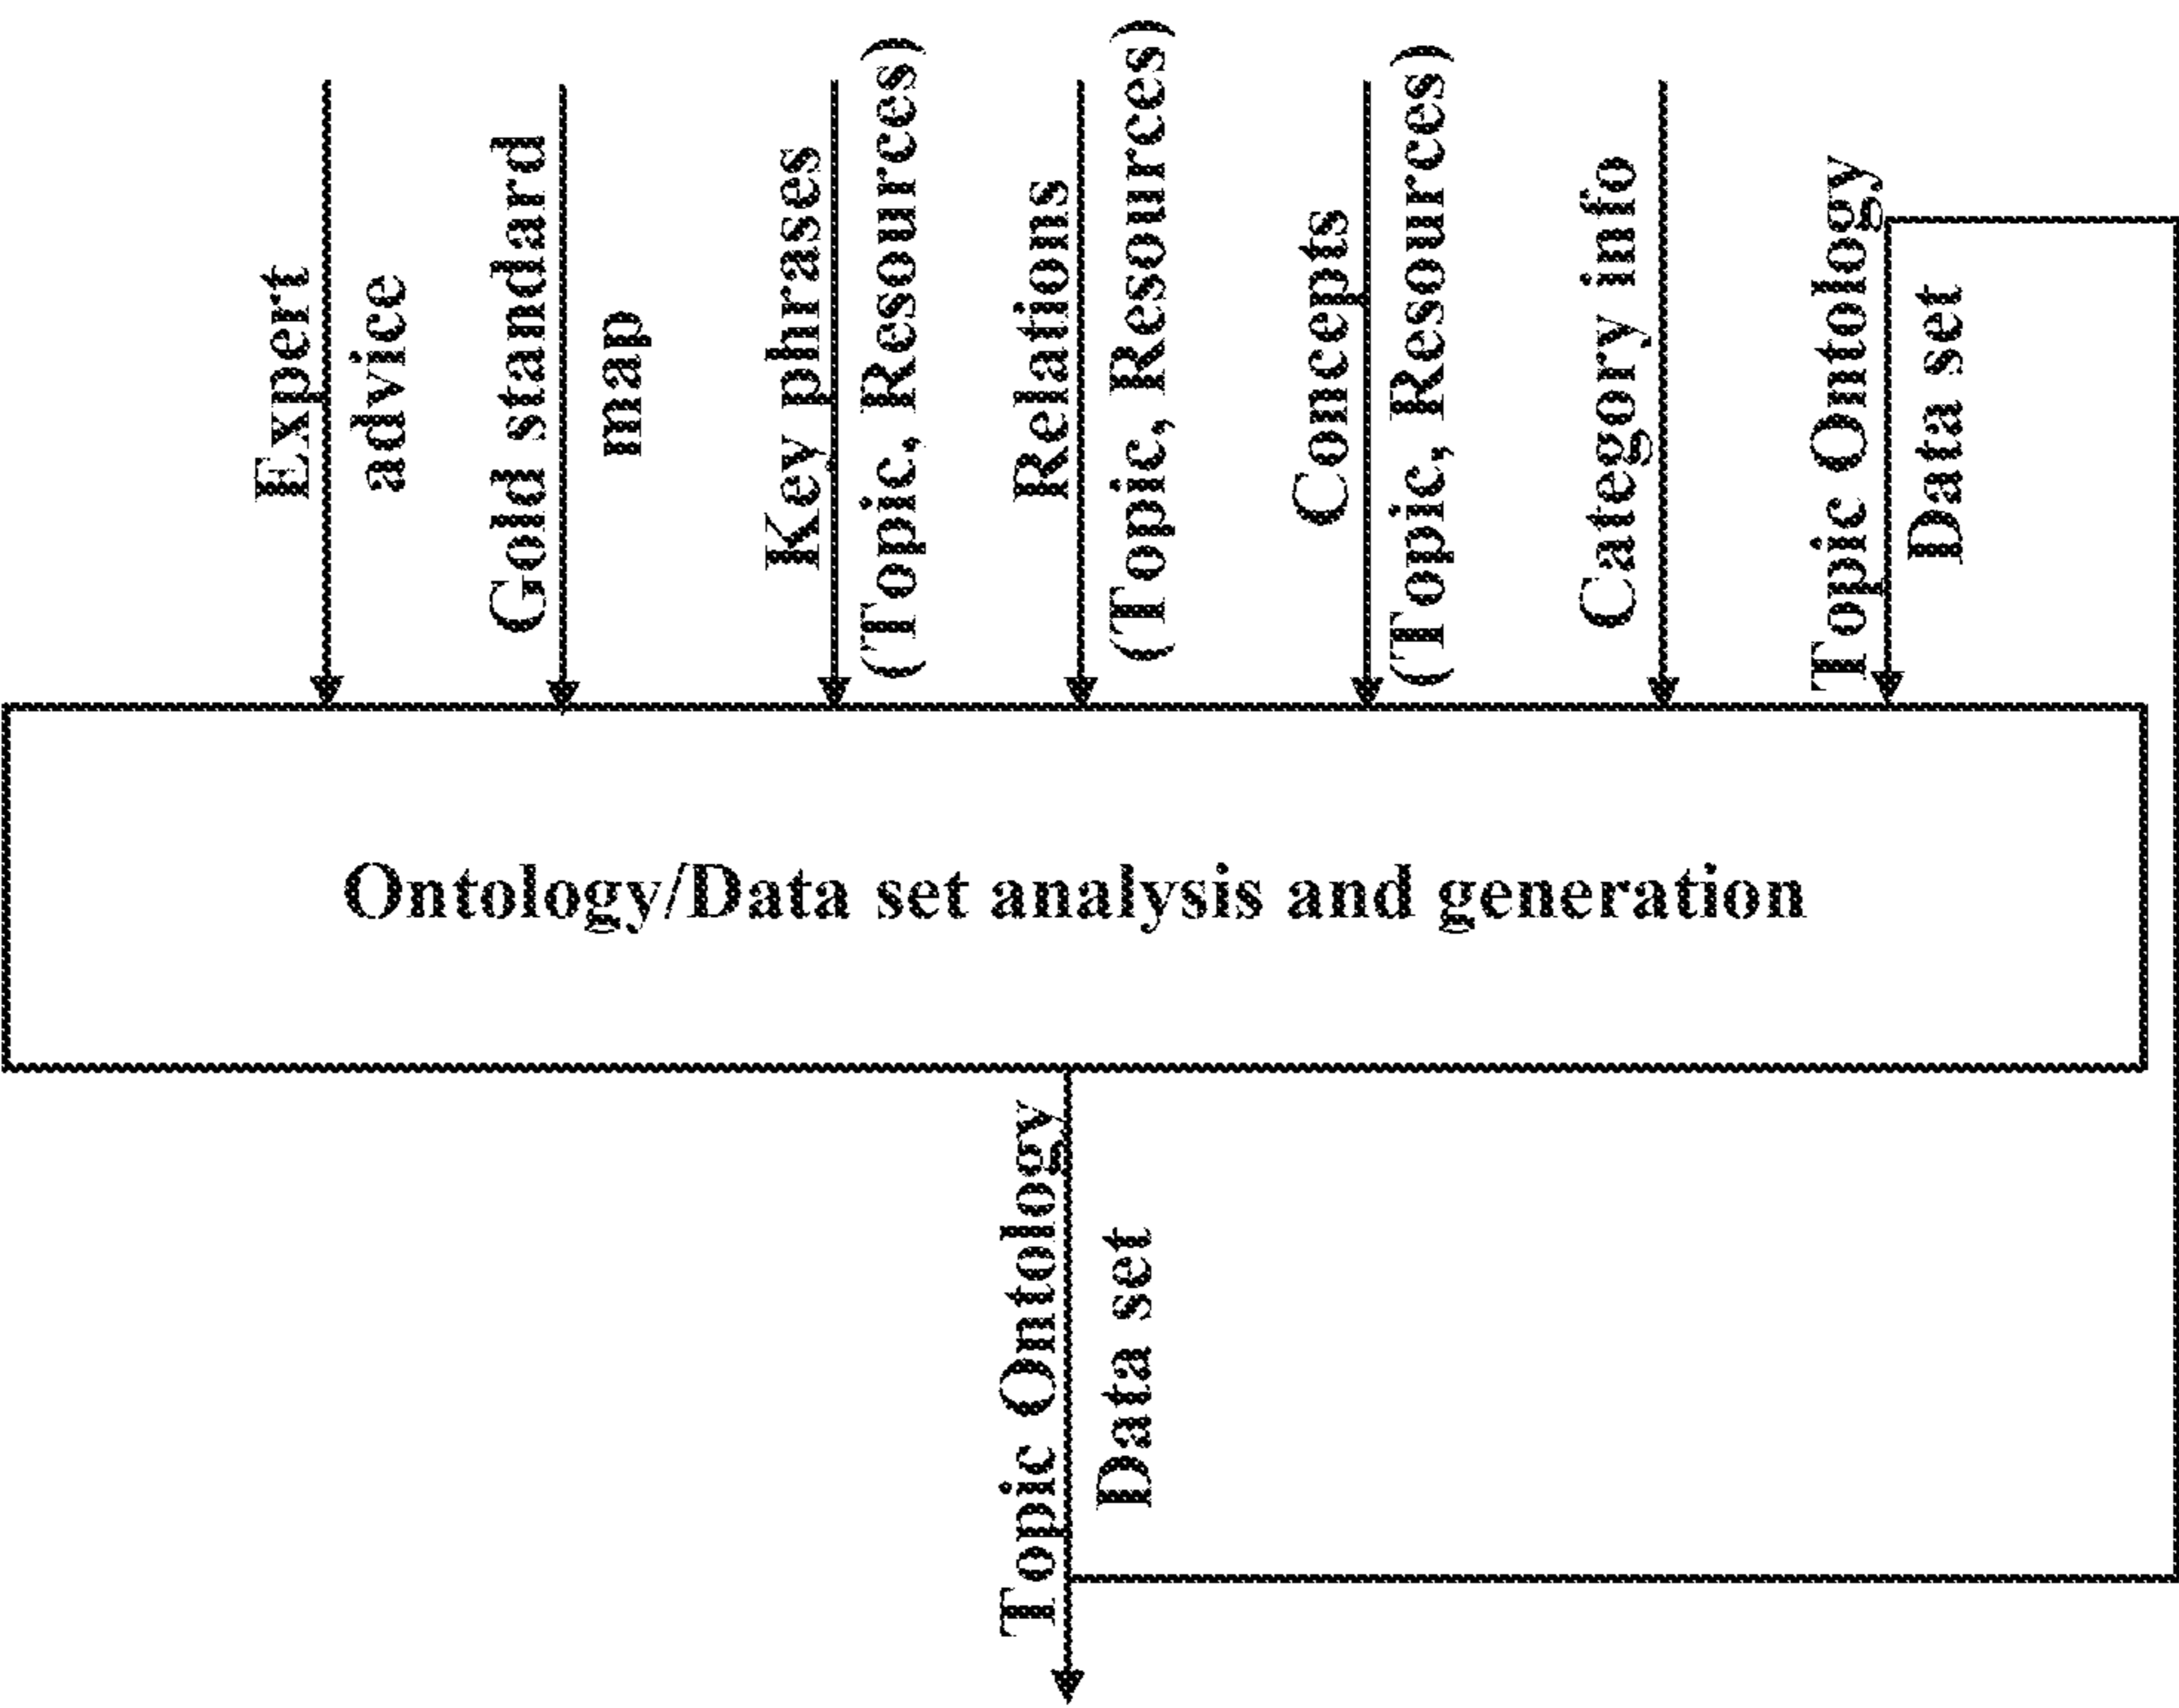 Expert
advice
Gold standard
map
Key phrases
(Topic, Resources)
Relations
(Topic, Resources)
Concepts
(Topic, Resources)
Category info
Topic Ontology
Data set
Ontology/Data set analysis and generation
Topic Ontology
Data set